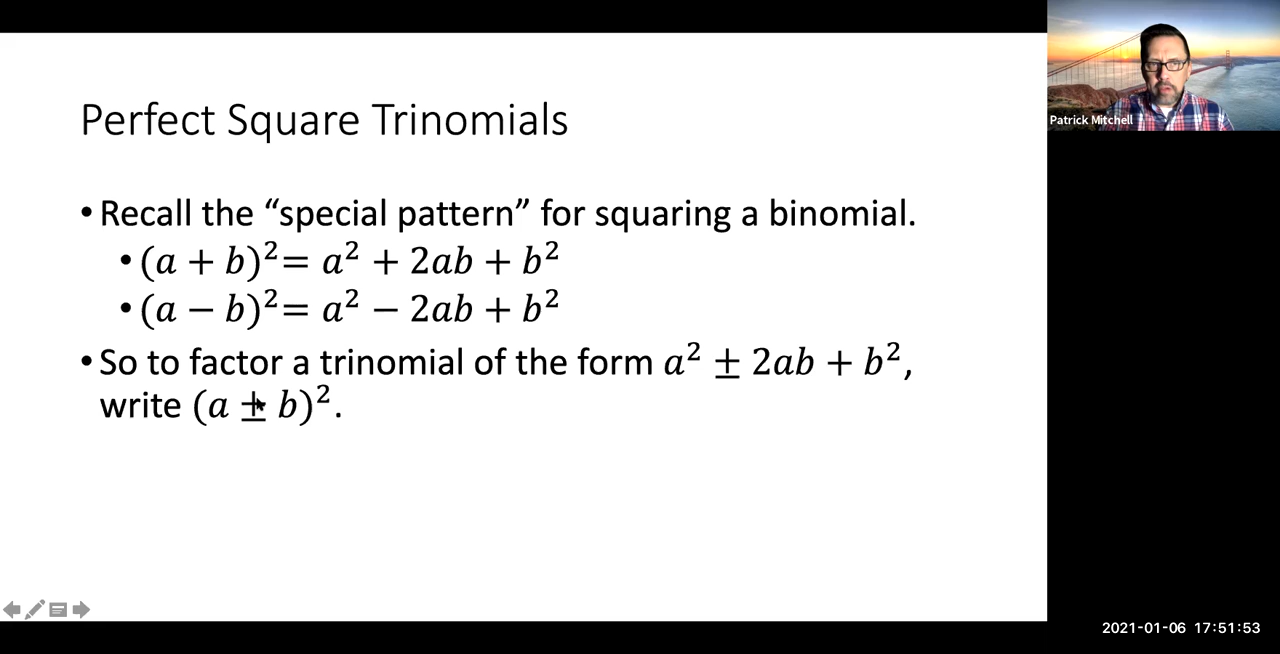 Perfect Square Trinomials
• Recall the “special pattern” for squaring a binomial.
• (a + b)² = a² + 2ab + b²
• (a − b)² = a² − 2ab + b²
• So to factor a trinomial of the form a² ± 2ab + b²,
write (a ± b)².
Patrick Mitchell
2021-01-06 17:51:53